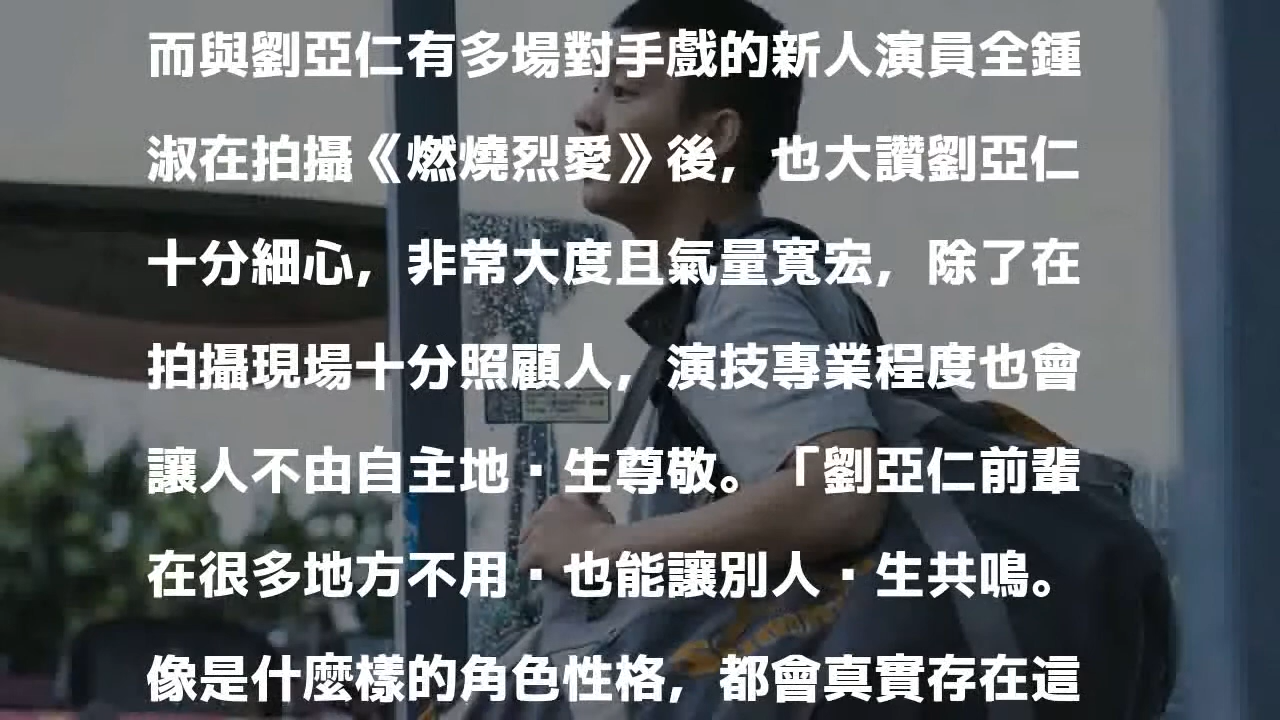 而與劉亞仁有多場對手戲的新人演員全鍾
淑在拍攝《燃燒烈愛》後，也大讚劉亞仁
十分細心，非常大度且氣量寬宏，除了在
拍攝現場十分照顧人，演技專業程度也會
讓人不由自主地▪生尊敬。「劉亞仁前輩
在很多地方不用▪也能讓別人▪生共鳴。
像是什麼樣的角色性格，都會真實存在這